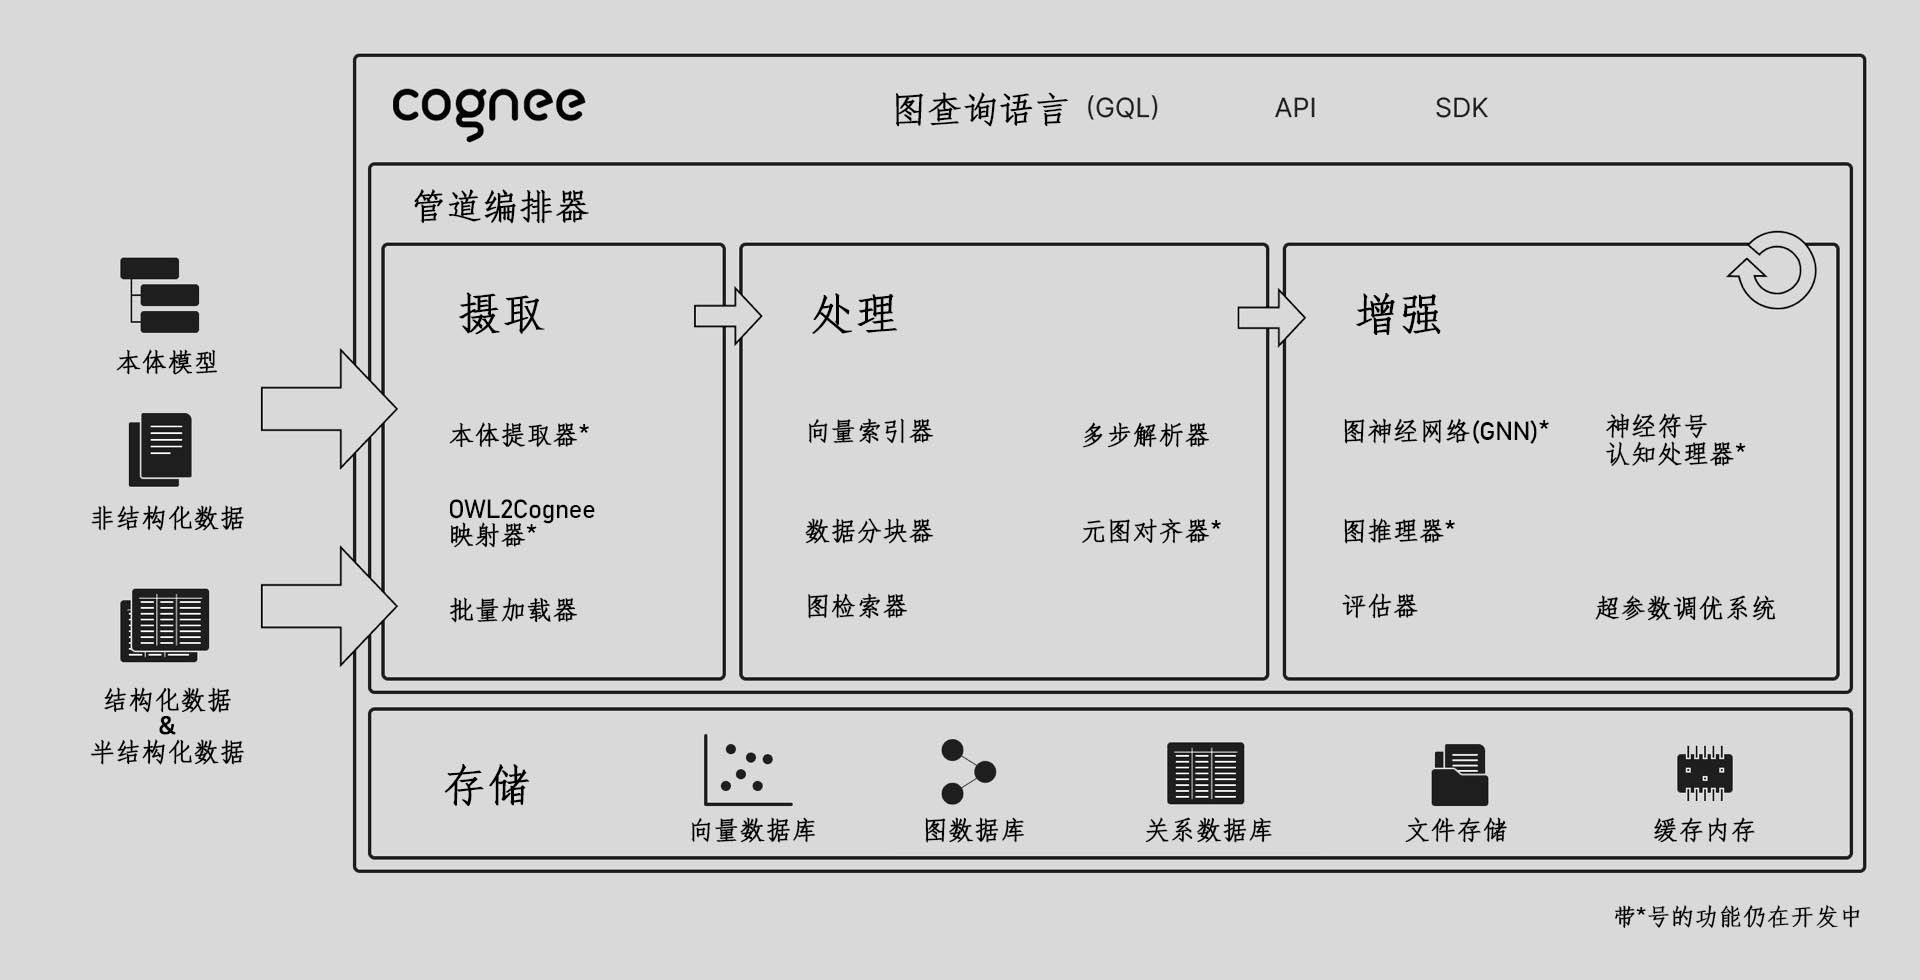 cognee
图查询语言 (GQL)
API
SDK
管道编排器
本体模型
非结构化数据
结构化数据
&
半结构化数据
摄取
本体提取器*
OWL2Cognee
映射器*
批量加载器
处理
向量索引器
多步解析器
数据分块器
元图对齐器*
图检索器
增强
图神经网络(GNN)*
神经符号
认知处理器*
图推理器*
评估器
超参数调优系统
存储
向量数据库
图数据库
关系数据库
文件存储
缓存内存
带*号的功能仍在开发中